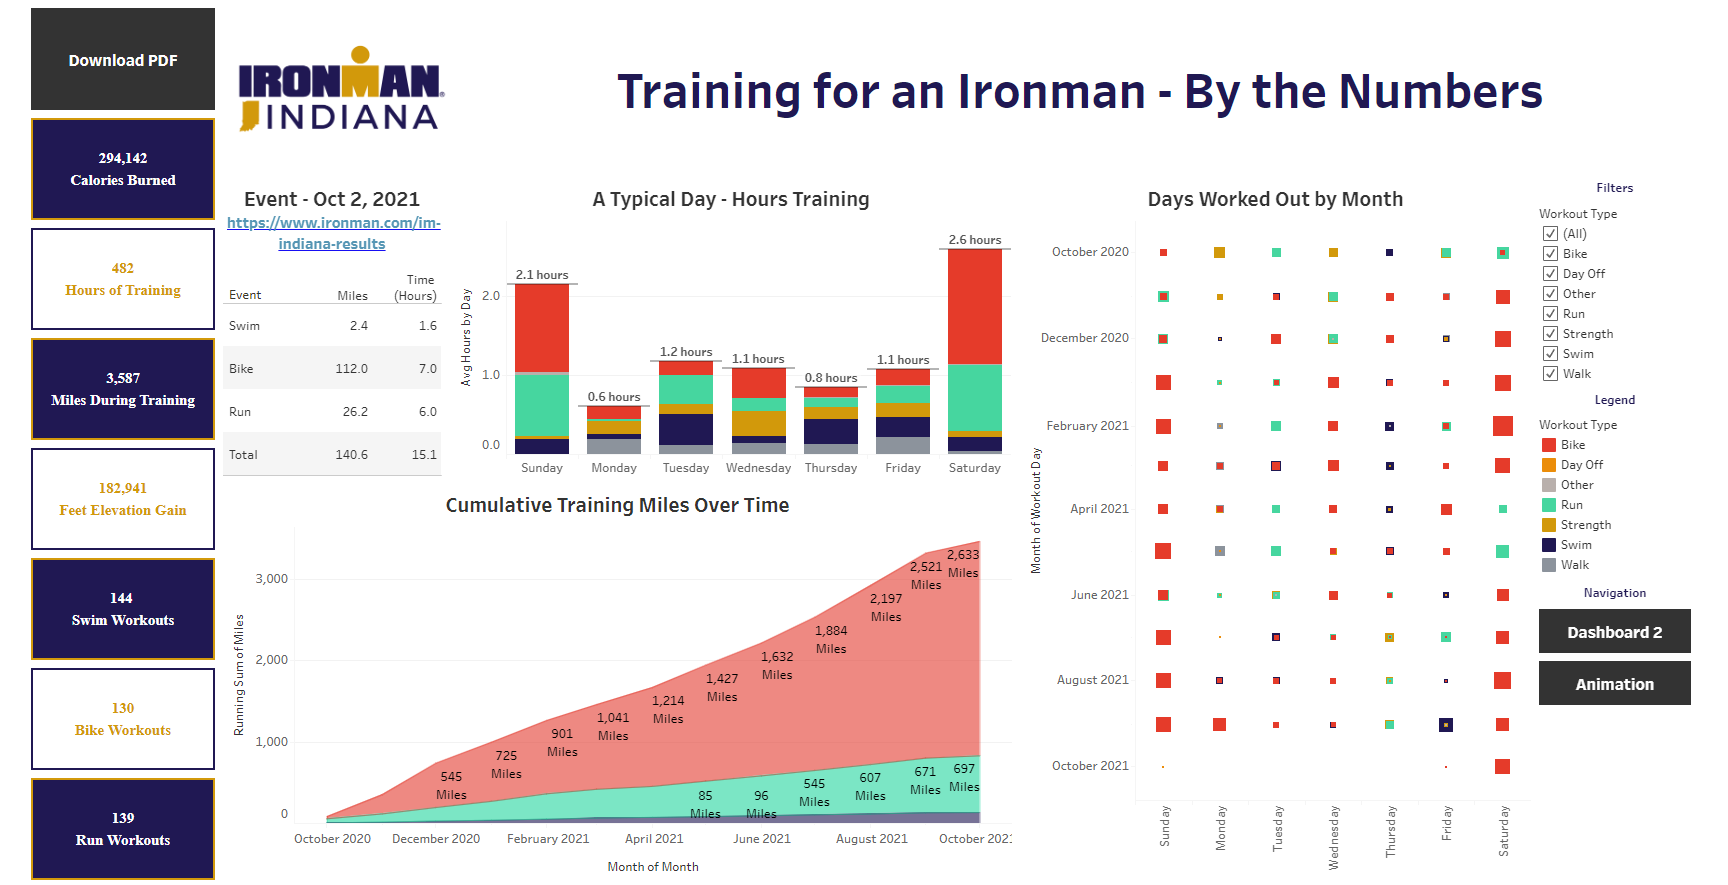 Download PDF
294,142
Calories Burned
482
Hours of Training
3,587
Miles During Training
182,941
Feet Elevation Gain
144
Swim Workouts
130
Bike Workouts
139
Run Workouts
IRONMAN®
INDIANA
Training for an Ironman - By the Numbers
Event - Oct 2, 2021
https://www.ironman.com/im-
indiana-results
Event Miles Time (Hours)
Swim 2.4 1.6
Bike 112.0 7.0
Run 26.2 6.0
Total 140.6 15.1
A Typical Day - Hours Training
Avg Hours by Day
2.0
1.0
0.0
2.1 hours
0.6 hours
1.2 hours
1.1 hours
0.8 hours
1.1 hours
2.6 hours
Sunday Monday Tuesday Wednesday Thursday Friday Saturday
Cumulative Training Miles Over Time
Running Sum of Miles
3,000
2,000
1,000
0
545
Miles
725
Miles
901
Miles
1,041
Miles
1,214
Miles
1,427
Miles
1,632
Miles
1,884
Miles
2,197
Miles
2,521
Miles
2,633
Miles
85
Miles
96
Miles
545
Miles
607
Miles
671
Miles
697
Miles
October 2020 December 2020 February 2021 April 2021 June 2021 August 2021 October 2021
Month of Month
Days Worked Out by Month
Month of Workout Day
October 2020
December 2020
February 2021
April 2021
June 2021
August 2021
October 2021
Sunday
Monday
Tuesday
Wednesday
Thursday
Friday
Saturday
Filters
Workout Type
(All)
Bike
Day Off
Other
Run
Strength
Swim
Walk
Legend
Workout Type
Bike
Day Off
Other
Run
Strength
Swim
Walk
Navigation
Dashboard 2
Animation